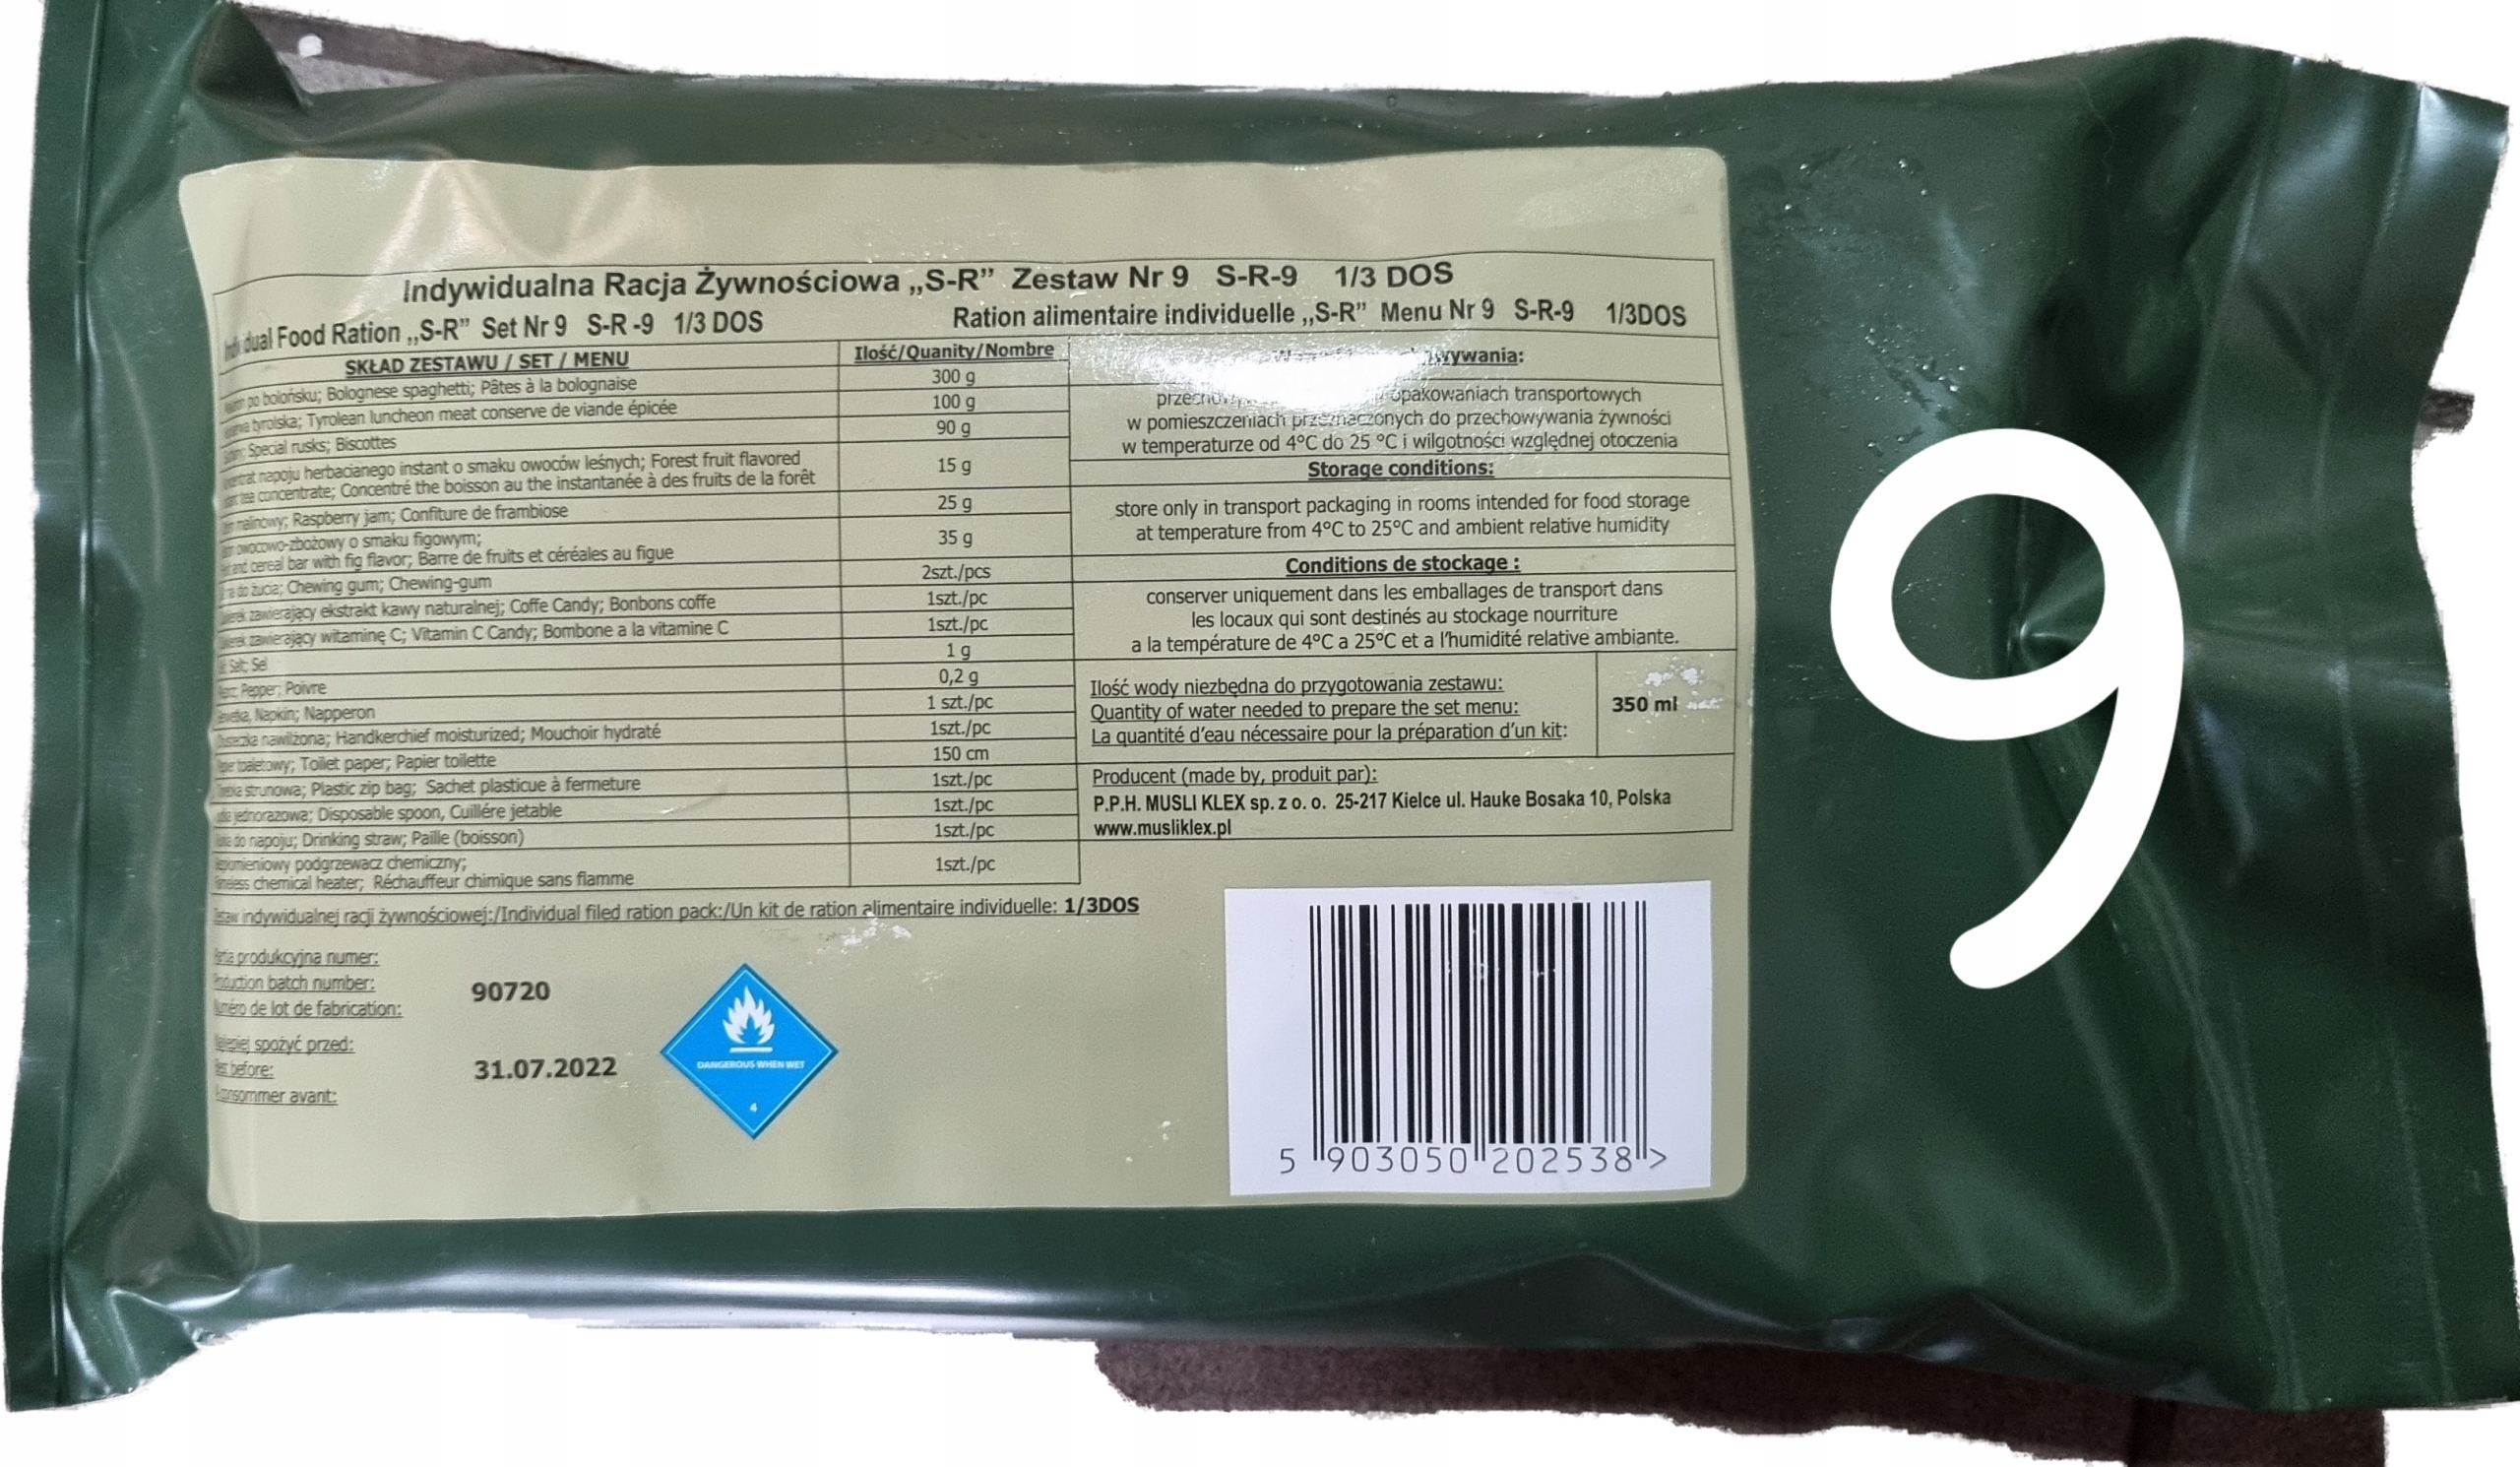 Indywidualna Racja Żywnościowa „S-R” Zestaw Nr 9 S-R-9 1/3 DOS
Food Ration „S-R” Set Nr 9 S-R -9 1/3 DOS
Ration alimentaire individuelle „S-R” Menu Nr 9 S-R-9 1/3DOS
SKŁAD ZESTAWU / SET / MENU Ilość/Quanity/Nombre
po bolońsku; Bolognese spaghetti; Pâtes à la bolognaise 300 g
tyrolska; Tyrolean luncheon meat conserve de viande épicée 100 g
Special rusks; Biscottes 90 g
napoju herbacianego instant o smaku owoców leśnych; Forest fruit flavored
tea concentrate; Concentré the boisson au the instantanée à des fruits de la forêt 15 g
malinowy; Raspberry jam; Confiture de frambiose 25 g
owocowo-zbożowy o smaku figowym;
and cereal bar with fig flavor; Barre de fruits et céréales au figue 35 g
do żucia; Chewing gum; Chewing-gum 2szt./pcs
zawierający ekstrakt kawy naturalnej; Coffe Candy; Bonbons coffe 1szt./pc
zawierający witaminę C; Vitamin C Candy; Bombone a la vitamine C 1szt./pc
Salt; Sel 1 g
Pepper; Poivre 0,2 g
Napkin; Napperon 1 szt./pc
nawilżona; Handkerchief moisturized; Mouchoir hydraté 1szt./pc
toaletowy; Toilet paper; Papier toilette 150 cm
strunowa; Plastic zip bag; Sachet plasticue à fermeture 1szt./pc
jednorazowa; Disposable spoon, Cuillére jetable 1szt./pc
do napoju; Drinking straw; Paille (boisson) 1szt./pc
podgrzewacz chemiczny;
chemical heater; Réchauffeur chimique sans flamme 1szt./pc
opakowaniach transportowych
w pomieszczeniach przeznaczonych do przechowywania żywności
w temperaturze od 4°C do 25 °C i wilgotności względnej otoczenia
Storage conditions:
store only in transport packaging in rooms intended for food storage
at temperature from 4°C to 25°C and ambient relative humidity
Conditions de stockage :
conserver uniquement dans les emballages de transport dans
les locaux qui sont destinés au stockage nourriture
a la température de 4°C a 25°C et a l'humidité relative ambiante.
Ilość wody niezbędna do przygotowania zestawu:
Quantity of water needed to prepare the set menu: 350 ml
La quantité d'eau nécessaire pour la préparation d'un kit:
Producent (made by, produit par):
P.P.H. MUSLI KLEX sp. z o. o. 25-217 Kielce ul. Hauke Bosaka 10, Polska
www.musliklex.pl
indywidualnej racji żywnościowej:/Individual filed ration pack:/Un kit de ration alimentaire individuelle: 1/3DOS
produkcyjna numer:
batch number: 90720
de lot de fabrication:
spożyć przed:
before: 31.07.2022
avant:
DANGEROUS WHEN WET
4
5 903050 202538 >
9